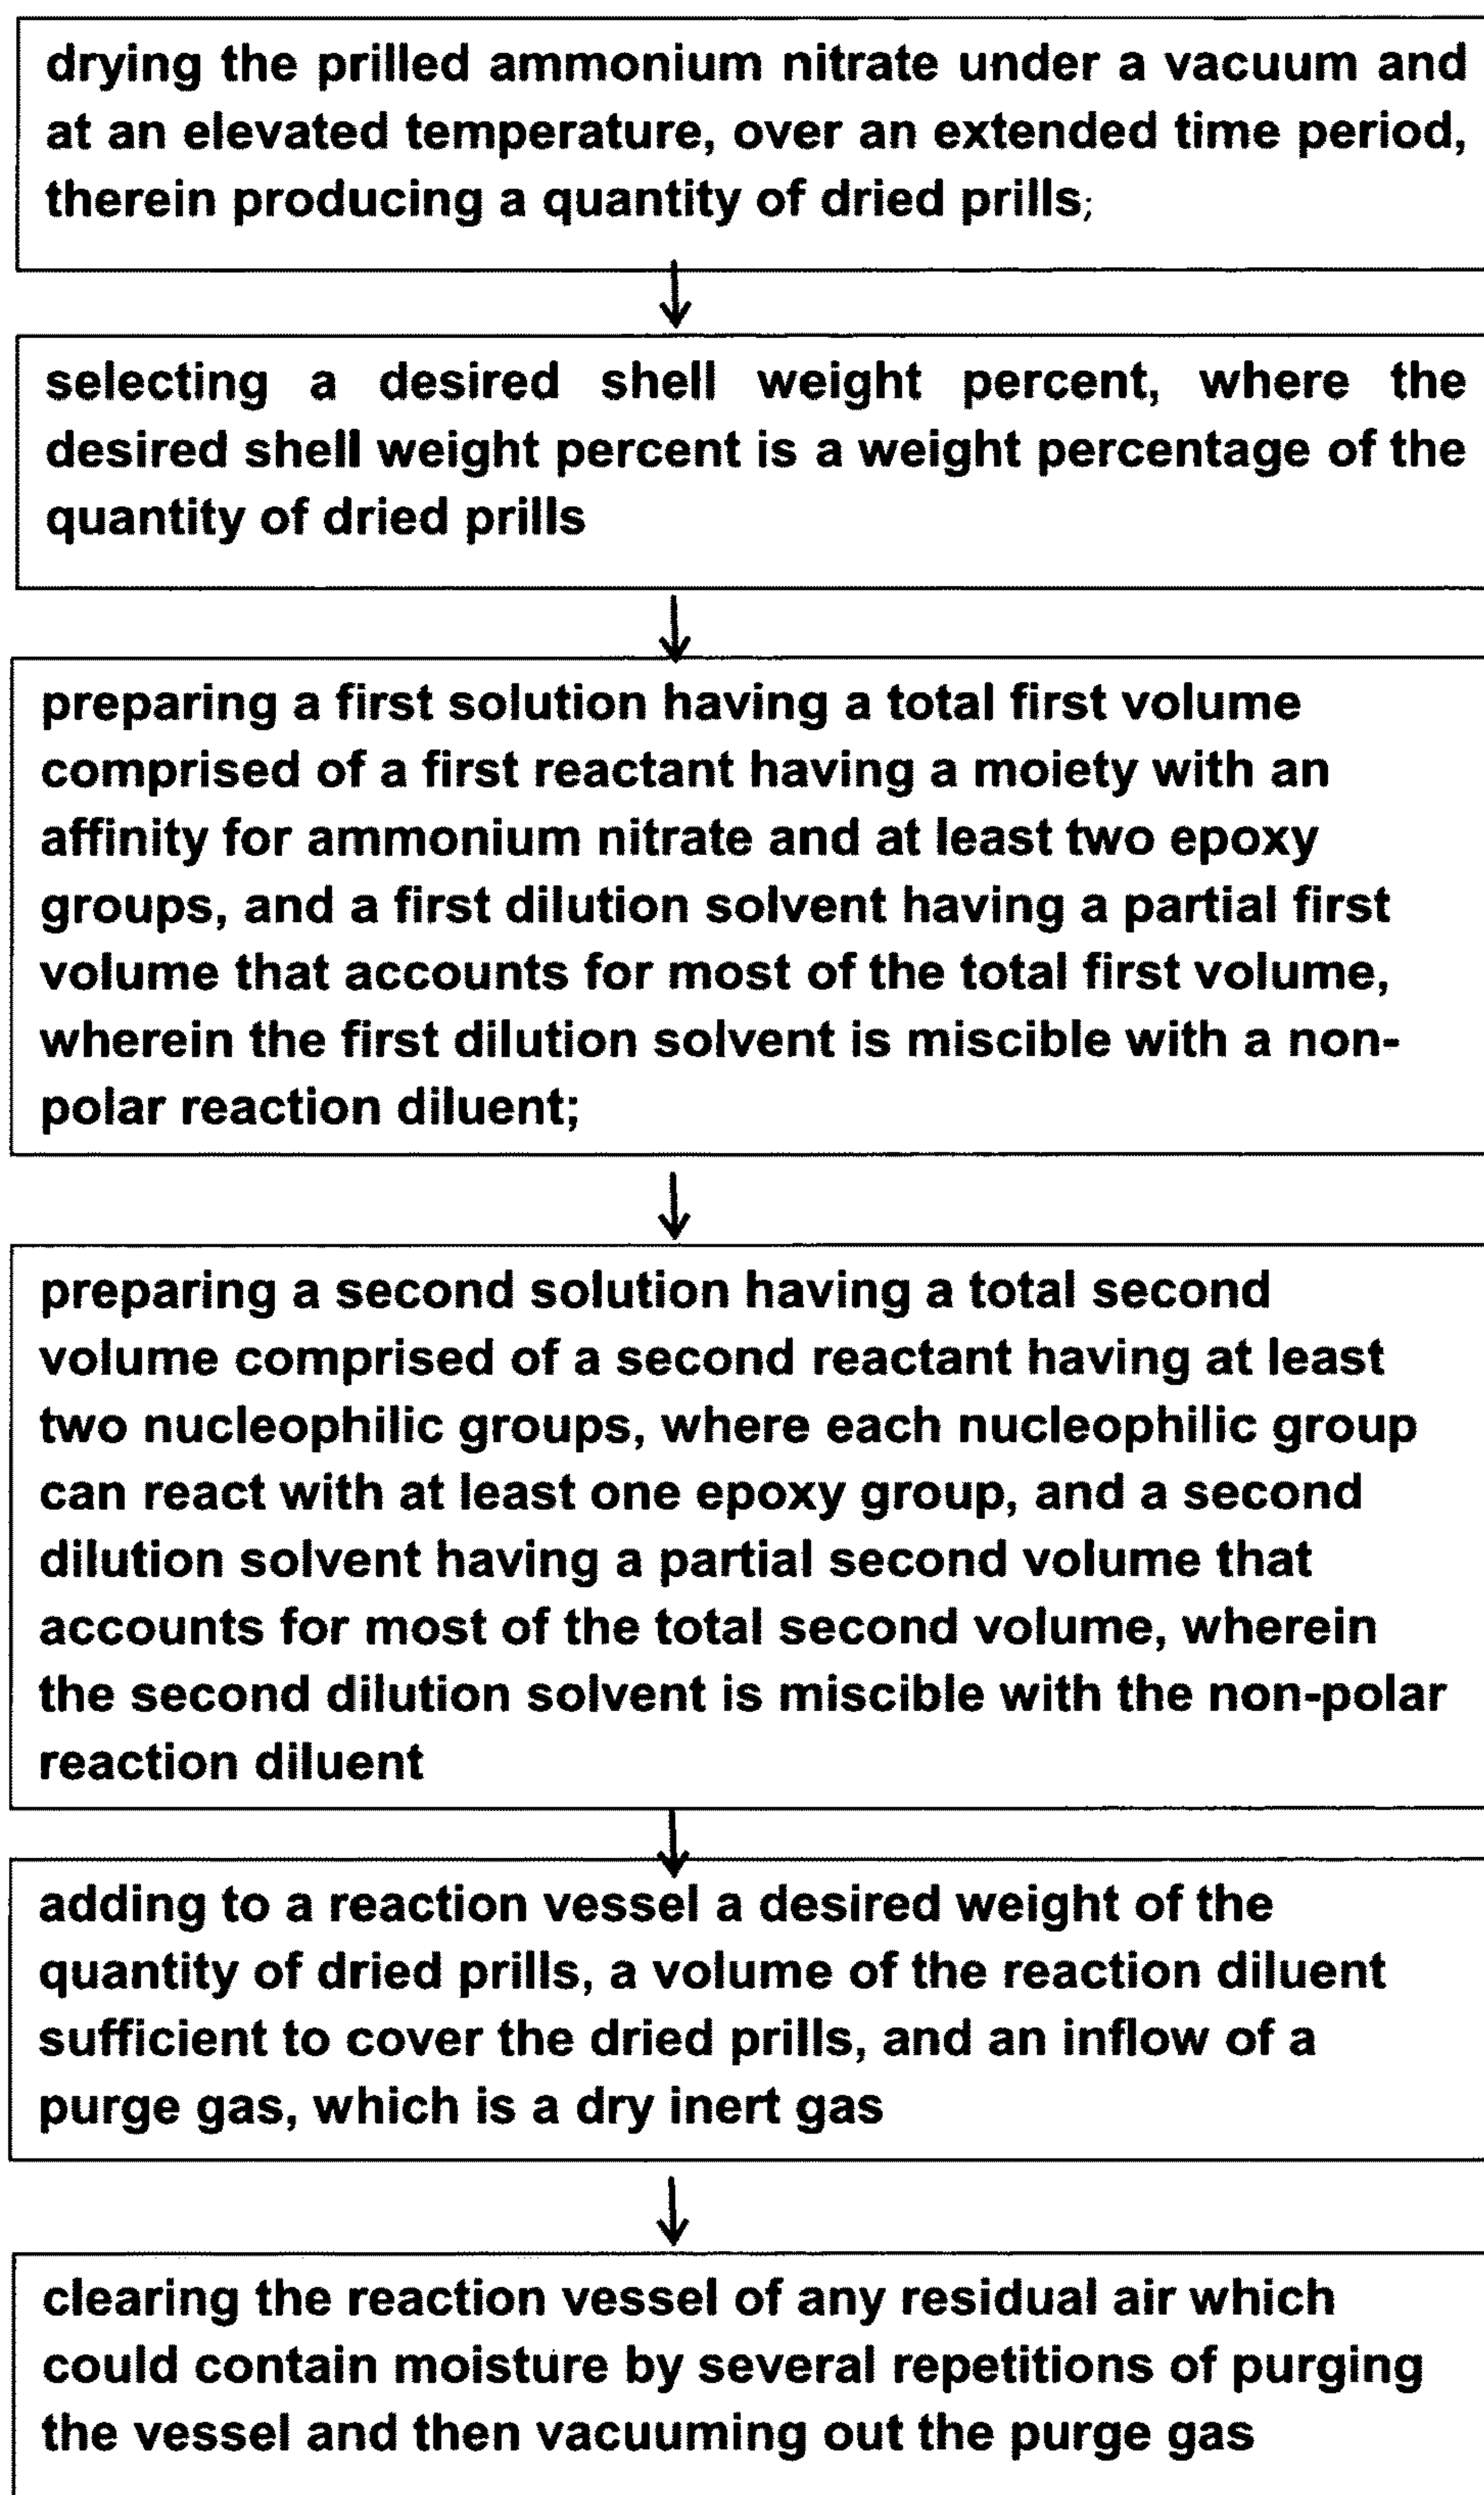 drying the prilled ammonium nitrate under a vacuum and
at an elevated temperature, over an extended time period,
therein producing a quantity of dried prills;
selecting a desired shell weight percent, where the
desired shell weight percent is a weight percentage of the
quantity of dried prills
preparing a first solution having a total first volume
comprised of a first reactant having a moiety with an
affinity for ammonium nitrate and at least two epoxy
groups, and a first dilution solvent having a partial first
volume that accounts for most of the total first volume,
wherein the first dilution solvent is miscible with a non-
polar reaction diluent;
preparing a second solution having a total second
volume comprised of a second reactant having at least
two nucleophilic groups, where each nucleophilic group
can react with at least one epoxy group, and a second
dilution solvent having a partial second volume that
accounts for most of the total second volume, wherein
the second dilution solvent is miscible with the non-polar
reaction diluent
adding to a reaction vessel a desired weight of the
quantity of dried prills, a volume of the reaction diluent
sufficient to cover the dried prills, and an inflow of a
purge gas, which is a dry inert gas
clearing the reaction vessel of any residual air which
could contain moisture by several repetitions of purging
the vessel and then vacuuming out the purge gas